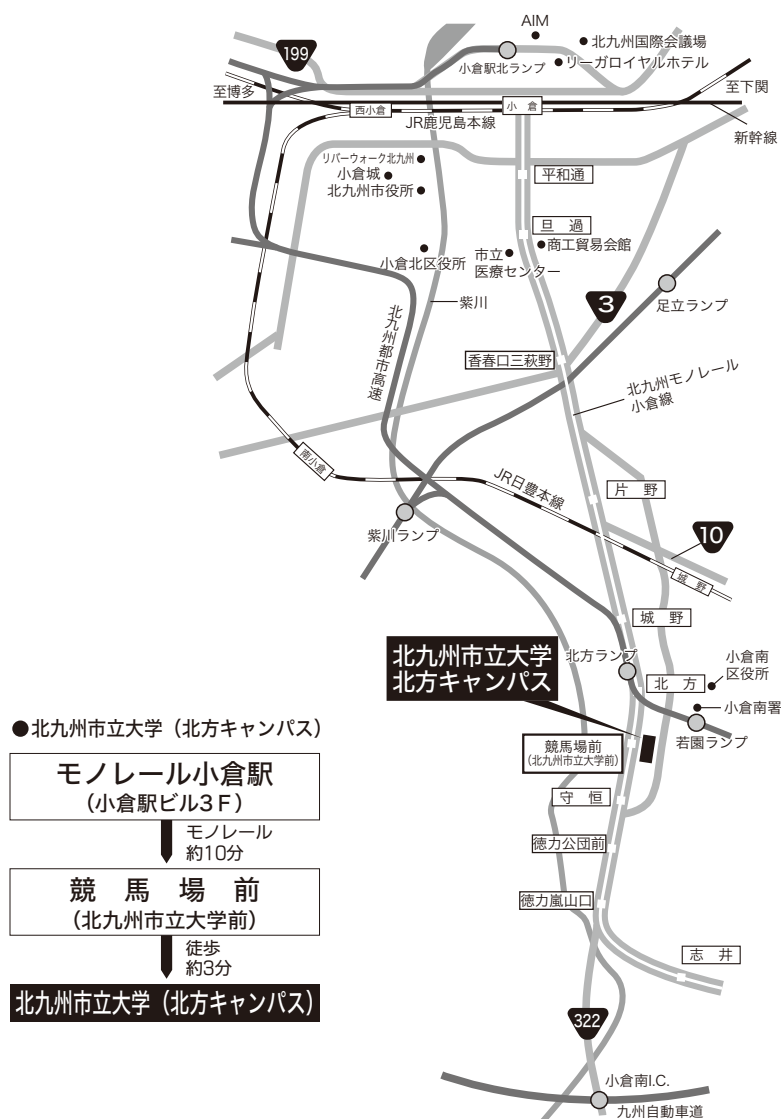 AIM
北九州国際会議場
199
小倉駅北ランプ
リーガロイヤルホテル
至博多
至下関
西小倉
小倉
JR鹿児島本線
新幹線
リバーウォーク北九州
小倉城
北九州市役所
平和通
旦過
商工貿易会館
小倉北区役所
市立
医療センター
紫川
3
足立ランプ
北九州都市高速
香春口三萩野
北九州モノレール
小倉線
南小倉
JR日豊本線
片野
紫川ランプ
10
城野
城野
北九州市立大学
北方キャンパス
北方ランプ
小倉南
区役所
北方
小倉南署
若園ランプ
競馬場前
(北九州市立大学前)
守恒
徳力公団前
徳力嵐山口
志井
322
小倉南I.C.
九州自動車道
●北九州市立大学(北方キャンパス)
モノレール小倉駅
(小倉駅ビル3F)
モノレール
約10分
競馬場前
(北九州市立大学前)
徒歩
約3分
北九州市立大学(北方キャンパス)